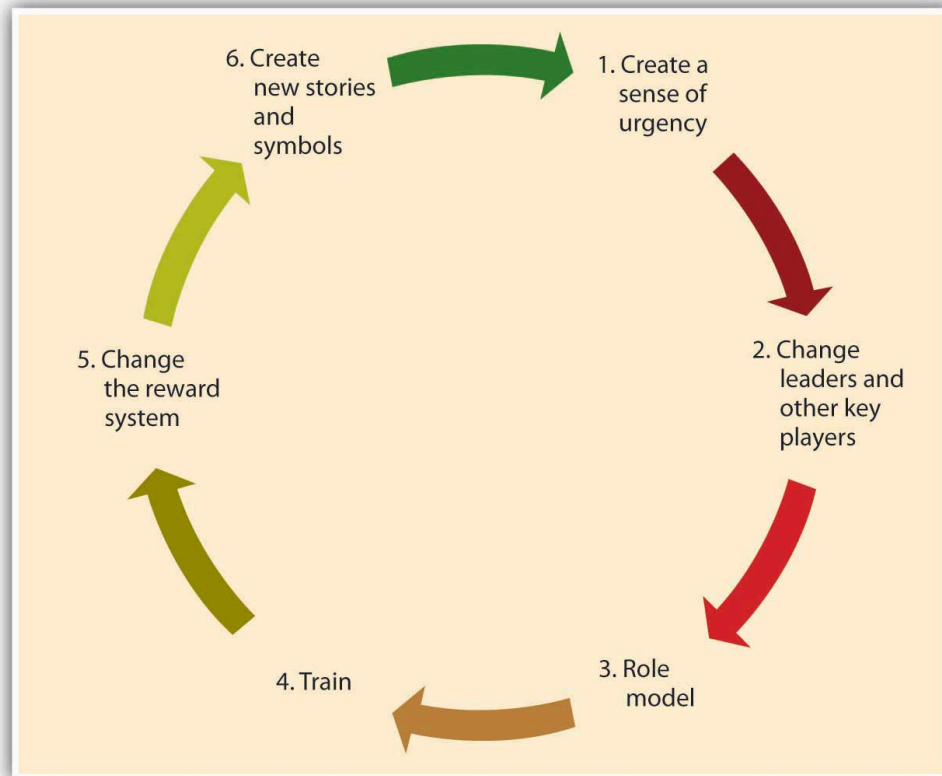 1. Create a
sense of
urgency
2. Change
leaders and
other key
players
3. Role
model
4. Train
5. Change
the reward
system
6. Create
new stories
and
symbols